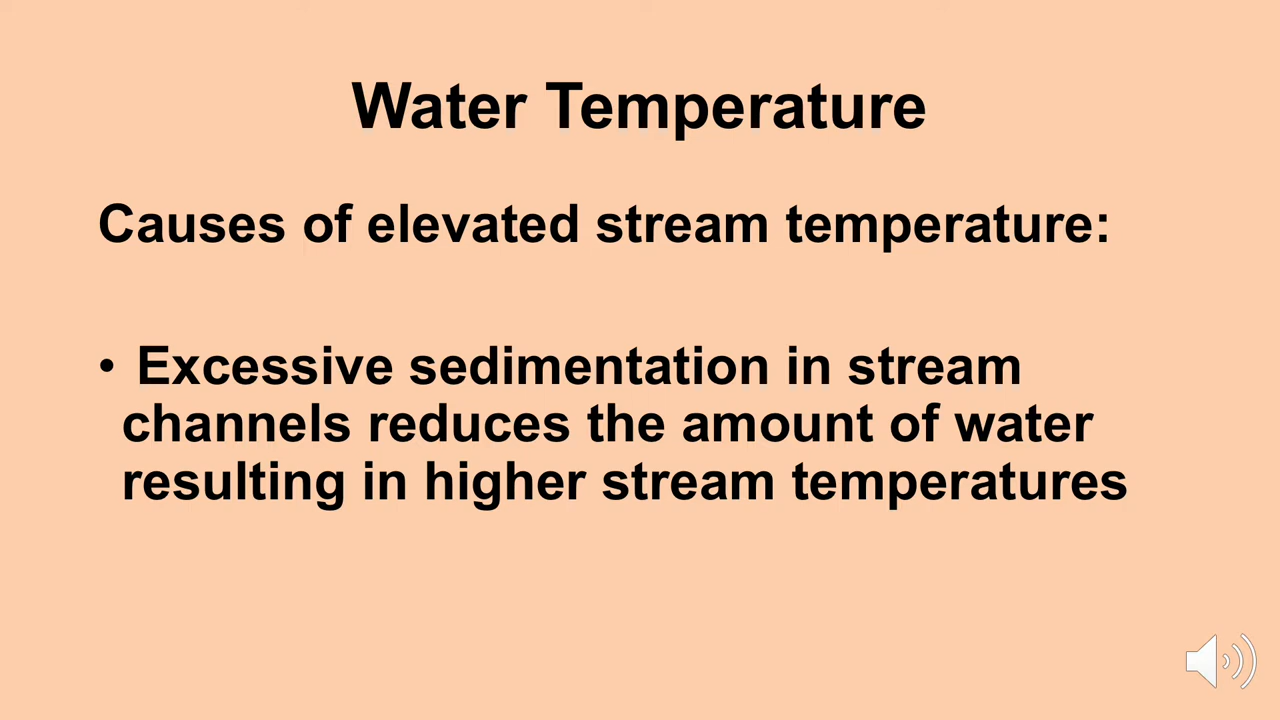 Water Temperature
Causes of elevated stream temperature:
• Excessive sedimentation in stream
channels reduces the amount of water
resulting in higher stream temperatures